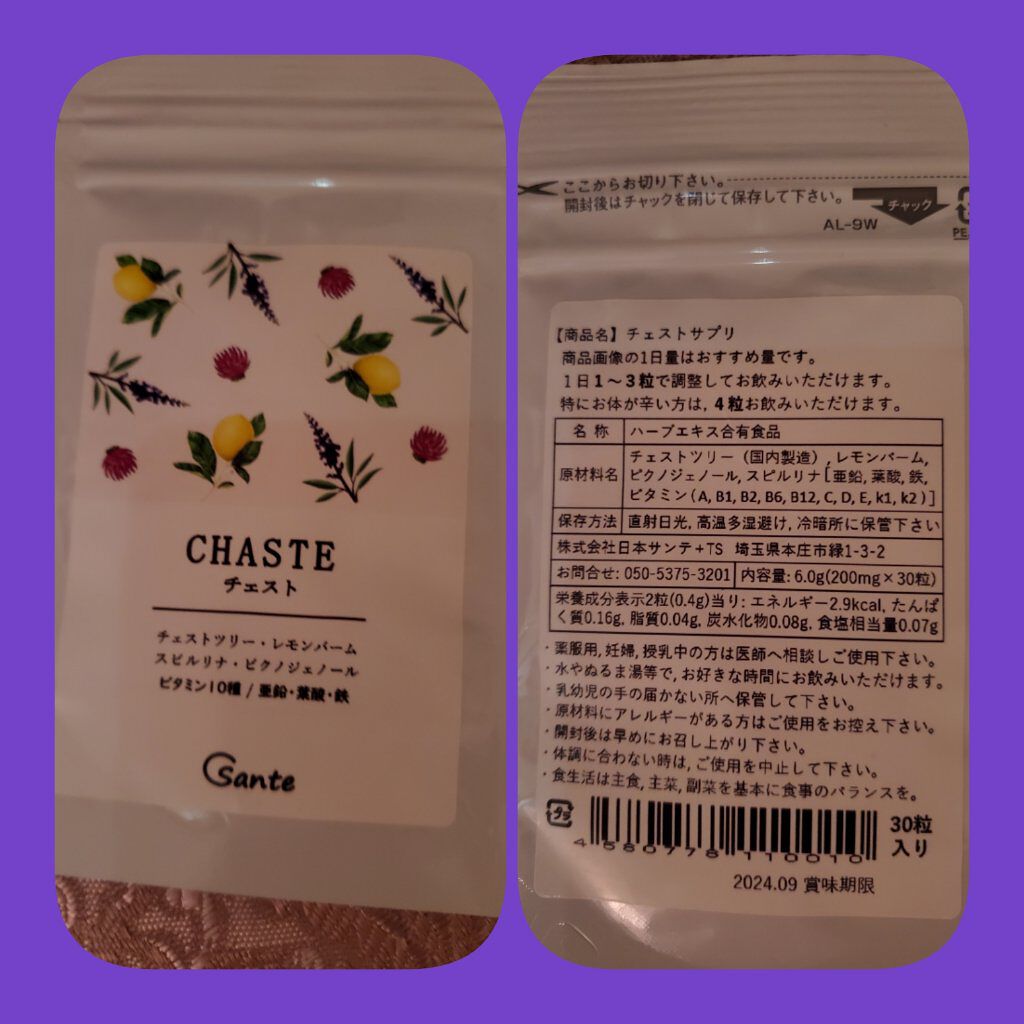 CHASTE
チェスト
チェストツリー・レモンバーム
スピルリナ・ピクノジェノール
ビタミン10種 / 亜鉛・葉酸・鉄
Sante
ここからお切り下さい。
開封後はチャックを閉じて保存して下さい。
チャック
AL-9W
PE
【商品名】チェストサプリ
商品画像の1日量はおすすめ量です。
1日1～3粒で調整してお飲みいただけます。
特にお体が辛い方は, 4粒お飲みいただけます。
名 称 ハーブエキス含有食品
原材料名 チェストツリー（国内製造）, レモンバーム,
ピクノジェノール, スピルリナ [亜鉛, 葉酸, 鉄,
ビタミン (A, B1, B2, B6, B12, C, D, E, k1, k2 )]
保存方法 直射日光, 高温多湿避け, 冷暗所に保管下さい
株式会社日本サンテ+TS 埼玉県本庄市緑1-3-2
お問合せ: 050-5375-3201 内容量: 6.0g(200mg×30粒)
栄養成分表示2粒(0.4g)当り: エネルギー2.9kcal, たんぱ
く質0.16g, 脂質0.04g, 炭水化物0.08g, 食塩相当量0.07g
・薬服用, 妊婦, 授乳中の方は医師へ相談しご使用下さい。
・水やぬるま湯等で, お好きな時間にお飲みいただけます。
・乳幼児の手の届かない所へ保管して下さい。
・原材料にアレルギーがある方はご使用をお控え下さい。
・開封後は早めにお召し上がり下さい。
・体調に合わない時は, ご使用を中止して下さい。
・食生活は主食, 主菜, 副菜を基本に食事のバランスを。
プラ
4580778110010
30粒
入り
2024.09 賞味期限